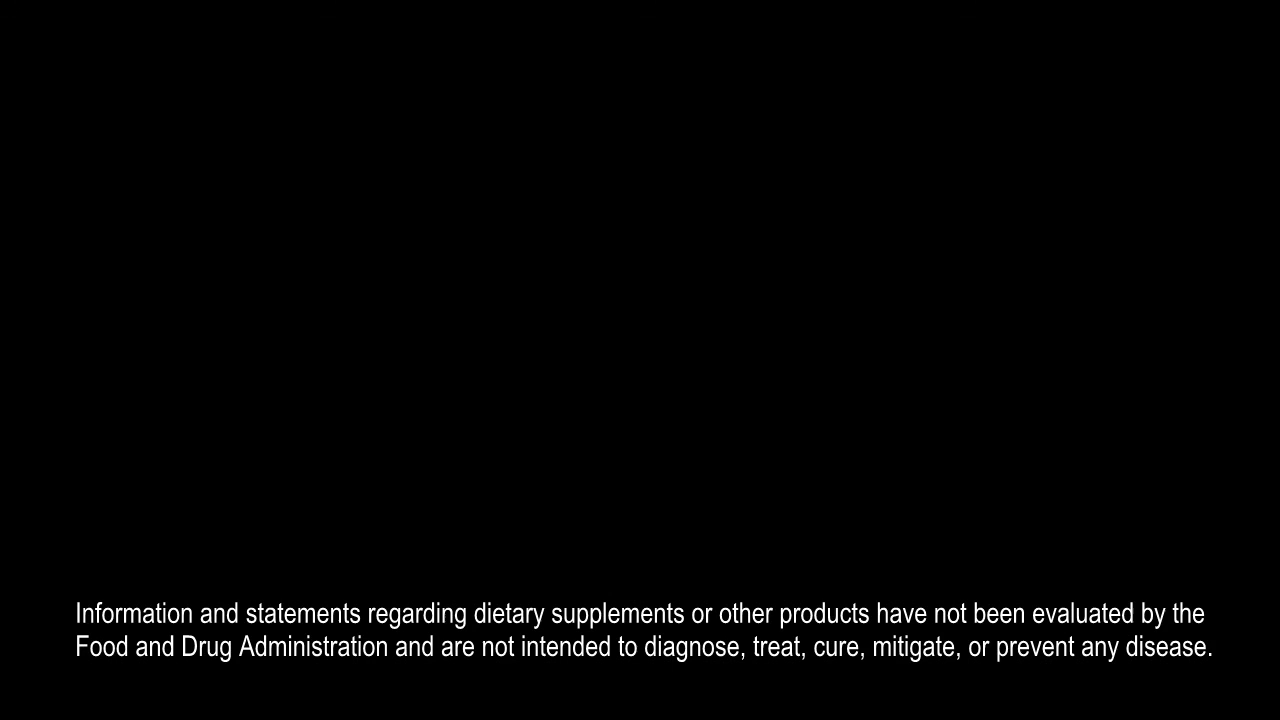 Information and statements regarding dietary supplements or other products have not been evaluated by the
Food and Drug Administration and are not intended to diagnose, treat, cure, mitigate, or prevent any disease.